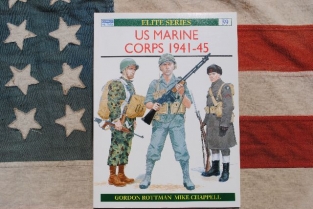 ELITE SERIES
59
US MARINE
CORPS 1941-45
GORDON ROTTMAN MIKE CHAPPELL